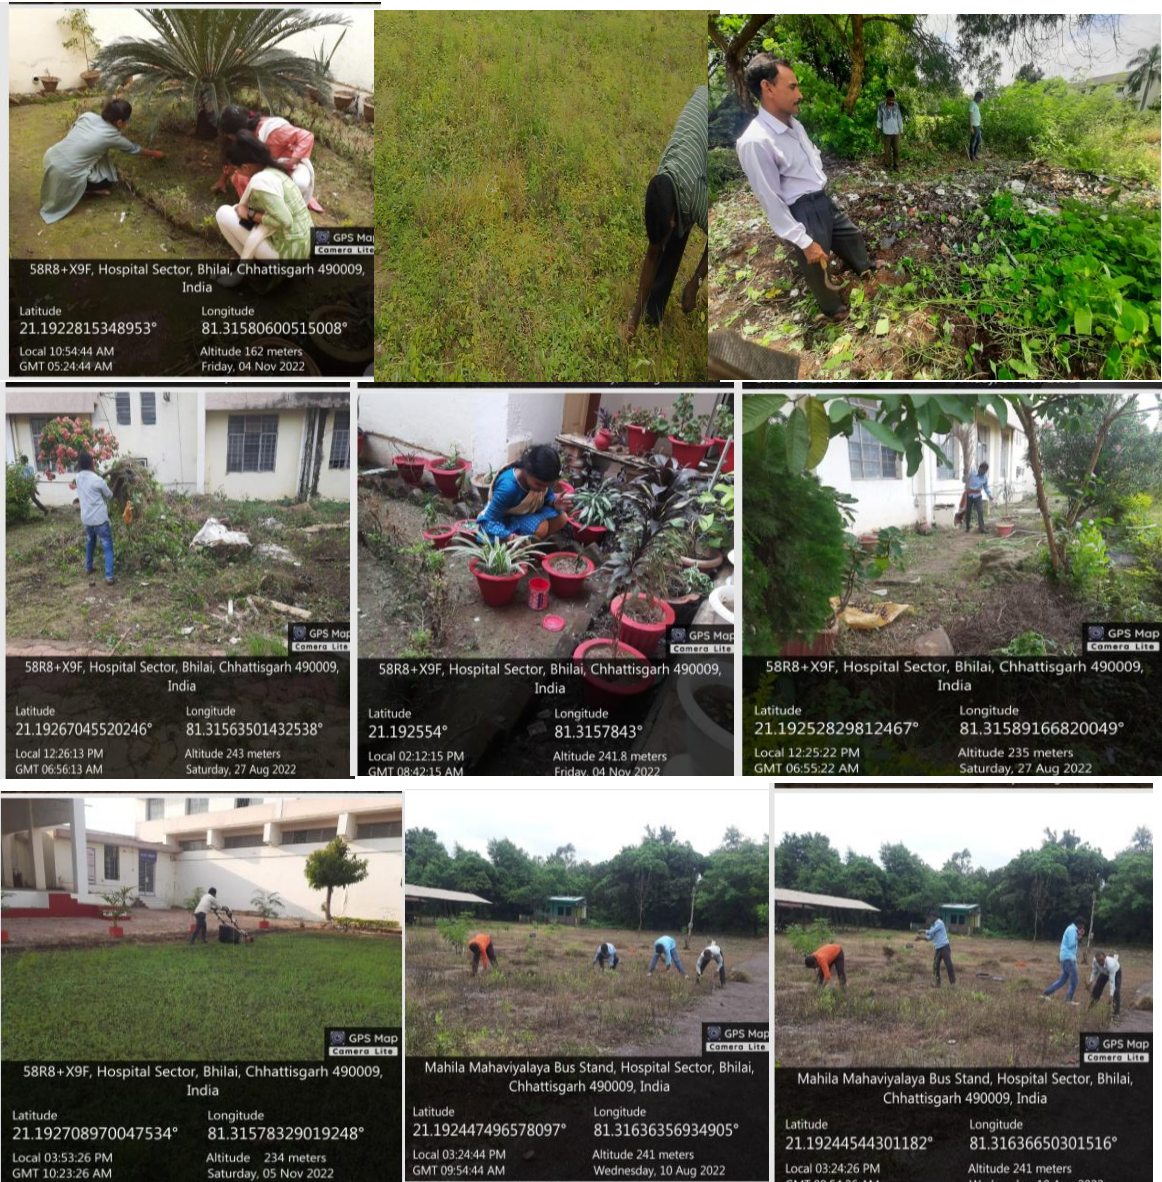 GPS Map
Camera Lite
58R8+X9F, Hospital Sector, Bhilai, Chhattisgarh 490009,
India
Latitude
21.1922815348953°
Longitude
81.31580600515008°
Local 10:54:44 AM
GMT 05:24:44 AM
Altitude 162 meters
Friday, 04 Nov 2022
GPS Map
Camera Lite
58R8+X9F, Hospital Sector, Bhilai, Chhattisgarh 490009,
India
Latitude
21.19267045520246°
Longitude
81.31563501432538°
Local 12:26:13 PM
GMT 06:56:13 AM
Altitude 243 meters
Saturday, 27 Aug 2022
GPS Map
Camera Lite
58R8+X9F, Hospital Sector, Bhilai, Chhattisgarh 490009,
India
Latitude
21.192554°
Longitude
81.3157843°
Local 02:12:15 PM
GMT 08:42:15 AM
Altitude 241.8 meters
Friday, 04 Nov 2022
GPS Map
Camera Lite
58R8+X9F, Hospital Sector, Bhilai, Chhattisgarh 490009,
India
Latitude
21.19252829812467°
Longitude
81.31589166820049°
Local 12:25:22 PM
GMT 06:55:22 AM
Altitude 235 meters
Saturday, 27 Aug 2022
GPS Map
Camera Lite
58R8+X9F, Hospital Sector, Bhilai, Chhattisgarh 490009,
India
Latitude
21.192708970047534°
Longitude
81.31578329019248°
Local 03:53:26 PM
GMT 10:23:26 AM
Altitude 234 meters
Saturday, 05 Nov 2022
GPS Map
Camera Lite
Mahila Mahaviyalaya Bus Stand, Hospital Sector, Bhilai,
Chhattisgarh 490009, India
Latitude
21.192447496578097°
Longitude
81.31636356934905°
Local 03:24:44 PM
GMT 09:54:44 AM
Altitude 241 meters
Wednesday, 10 Aug 2022
GPS Map
Camera Lite
Mahila Mahaviyalaya Bus Stand, Hospital Sector, Bhilai,
Chhattisgarh 490009, India
Latitude
21.19244544301182°
Longitude
81.31636650301516°
Local 03:24:26 PM
Altitude 241 meters